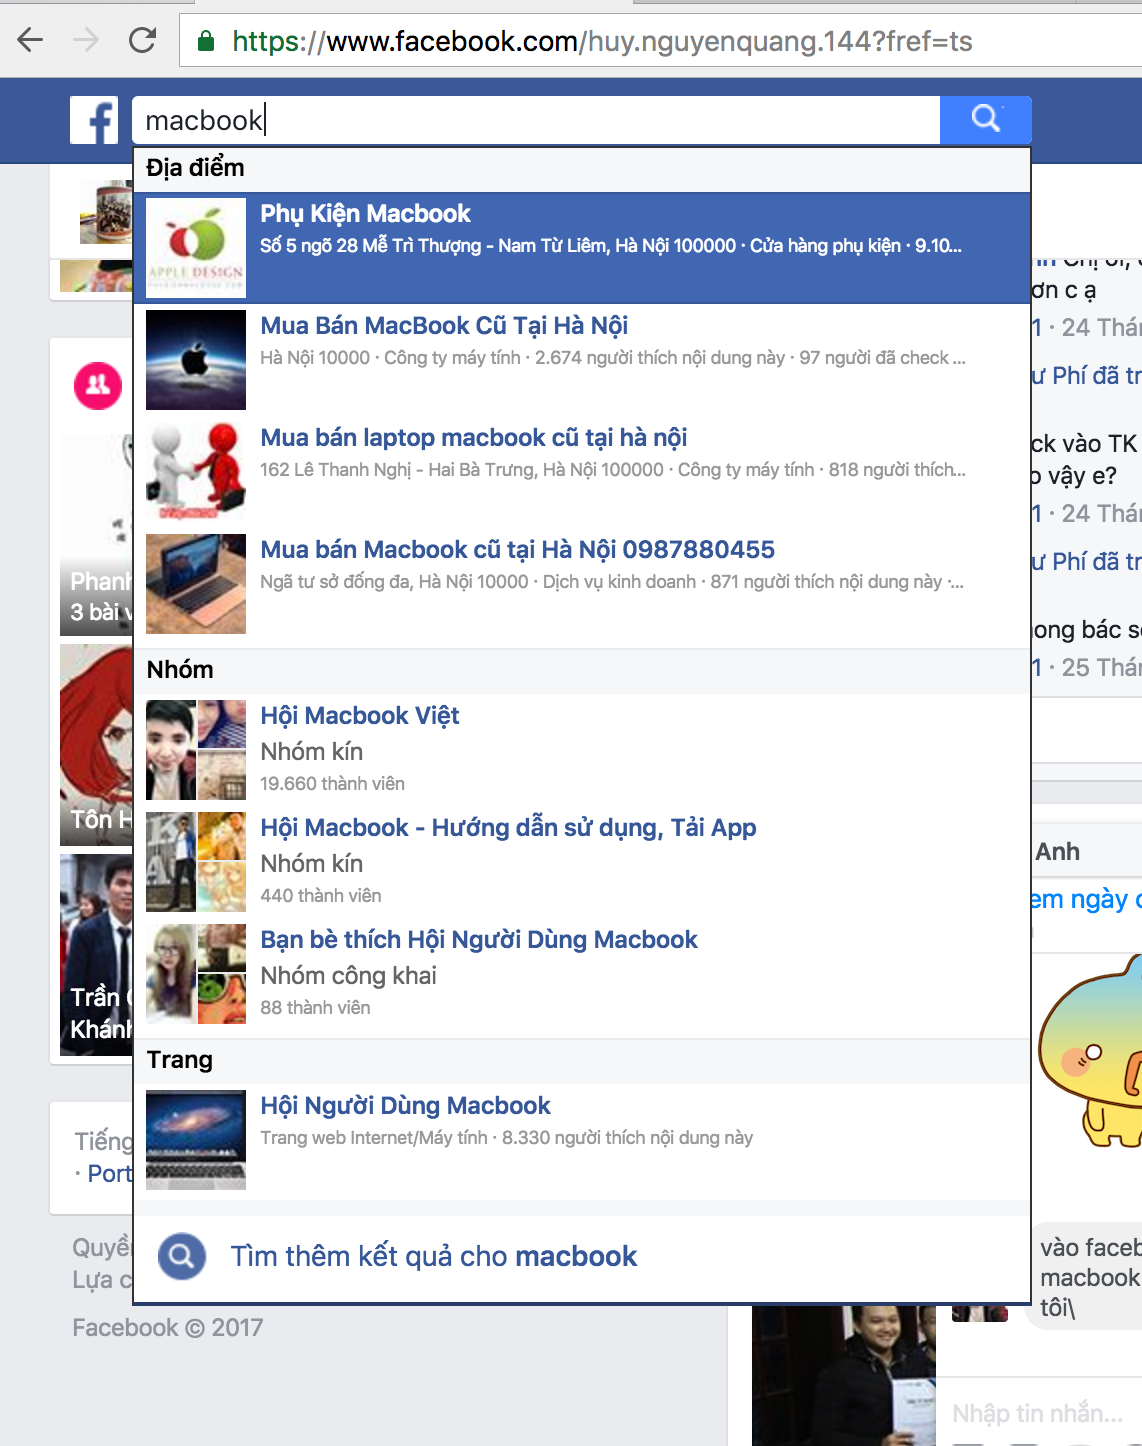 https://www.facebook.com/huy.nguyenquang.144?fref=ts
macbook
Địa điểm
Phụ Kiện Macbook
Số 5 ngõ 28 Mễ Trì Thượng - Nam Từ Liêm, Hà Nội 100000 · Cửa hàng phụ kiện · 9.10...
APPLE DESIGN
Mua Bán MacBook Cũ Tại Hà Nội
Hà Nội 10000 · Công ty máy tính · 2.674 người thích nội dung này · 97 người đã check ...
Mua bán laptop macbook cũ tại hà nội
162 Lê Thanh Nghị - Hai Bà Trưng, Hà Nội 100000 · Công ty máy tính · 818 người thích...
Mua bán Macbook cũ tại Hà Nội 0987880455
Ngã tư sở đống đa, Hà Nội 10000 · Dịch vụ kinh doanh · 871 người thích nội dung này ·...
Nhóm
Hội Macbook Việt
Nhóm kín
19.660 thành viên
Hội Macbook - Hướng dẫn sử dụng, Tải App
Nhóm kín
440 thành viên
Bạn bè thích Hội Người Dùng Macbook
Nhóm công khai
88 thành viên
Trang
Hội Người Dùng Macbook
Trang web Internet/Máy tính · 8.330 người thích nội dung này
Tìm thêm kết quả cho macbook
Phanh
3 bài v
Tôn H
Trần
Khánh
Tiếng
· Port
Quyền
Lựa c
Facebook © 2017
ơn c ạ
1 · 24 Thán
ư Phí đã tr
ck vào TK
o vậy e?
1 · 24 Thán
ư Phí đã tr
ong bác s
1 · 25 Thán
Anh
em ngày
vào faceb
macbook
tôi\
Nhập tin nhắn...